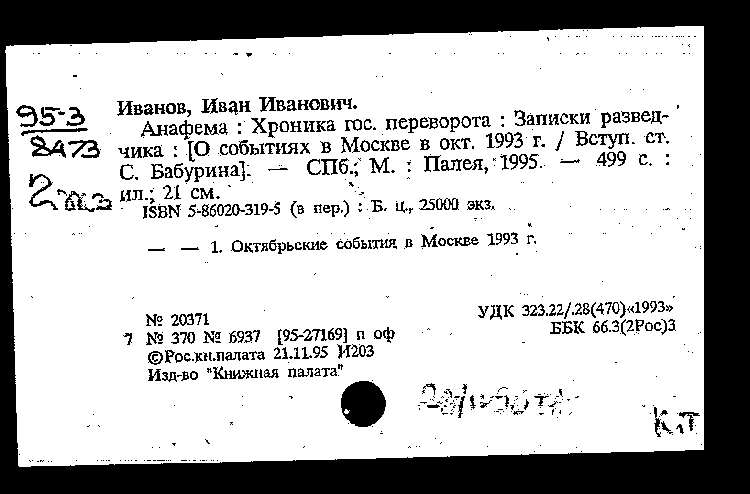 95-3
8473
2 экз
Иванов, Иван Иванович.
Анафема : Хроника гос. переворота : Записки развед-
чика : [О событиях в Москве в окт. 1993 г. / Вступ. ст.
С. Бабурина]. — СПб.; М. : Палея, 1995. — 499 с. :
ил.; 21 см.
ISBN 5-86020-319-5 (в пер.) : Б. ц., 25000 экз.
— — 1. Октябрьские события в Москве 1993 г.
№ 20371
7 № 370 № 6937 [95-27169] п оф
©Рос.кн.палата 21.11.95 И203
Изд-во "Книжная палата"
УДК 323.22/.28(470)«1993»
ББК 66.3(2Рос)3
К.П